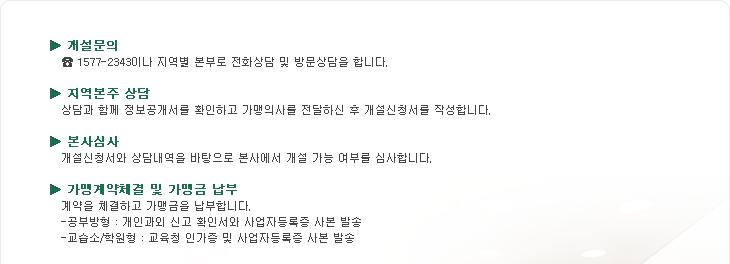 ▶ 개설문의
☎ 1577-2343이나 지역별 본부로 전화상담 및 방문상담을 합니다.
▶ 지역본주 상담
상담과 함께 정보공개서를 확인하고 가맹의사를 전달하신 후 개설신청서를 작성합니다.
▶ 본사심사
개설신청서와 상담내역을 바탕으로 본사에서 개설 가능 여부를 심사합니다.
▶ 가맹계약체결 및 가맹금 납부
계약을 체결하고 가맹금을 납부합니다.
-공부방형 : 개인과외 신고 확인서와 사업자등록증 사본 발송
-교습소/학원형 : 교육청 인가증 및 사업자등록증 사본 발송